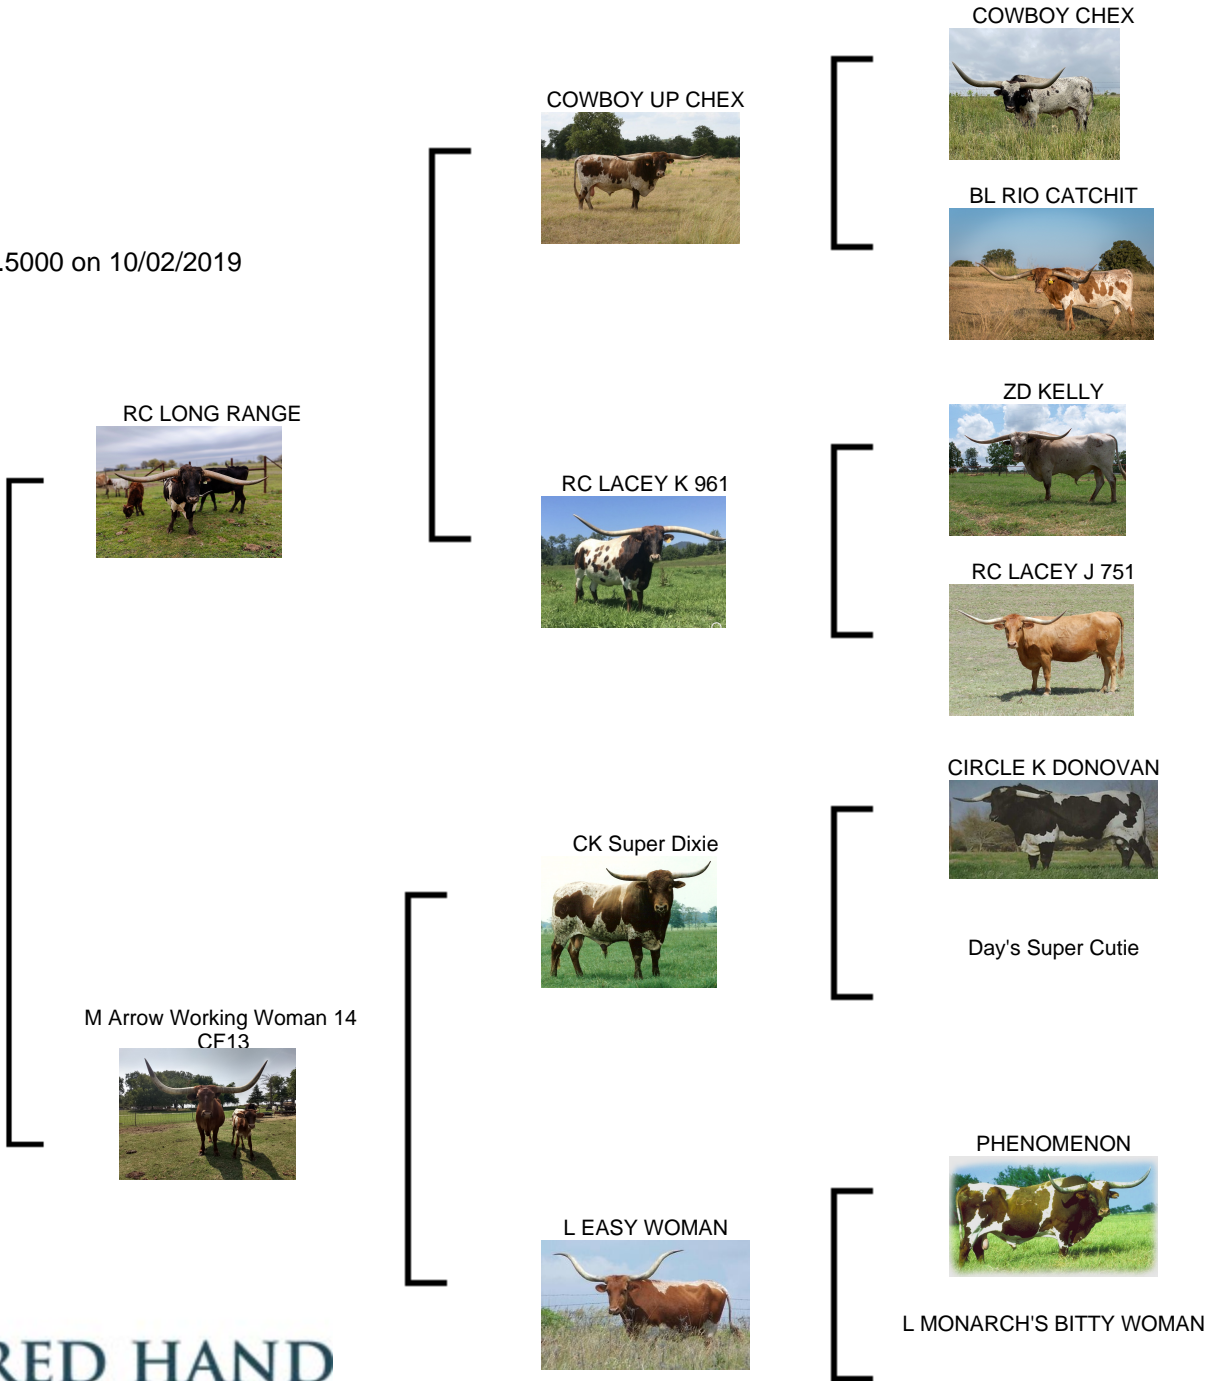 COWBOY CHEX
COWBOY UP CHEX
BL RIO CATCHIT
.5000 on 10/02/2019
ZD KELLY
RC LONG RANGE
RC LACEY K 961
RC LACEY J 751
CIRCLE K DONOVAN
CK Super Dixie
Day's Super Cutie
M Arrow Working Woman 14
CF13
PHENOMENON
L EASY WOMAN
L MONARCH'S BITTY WOMAN
RED HAND